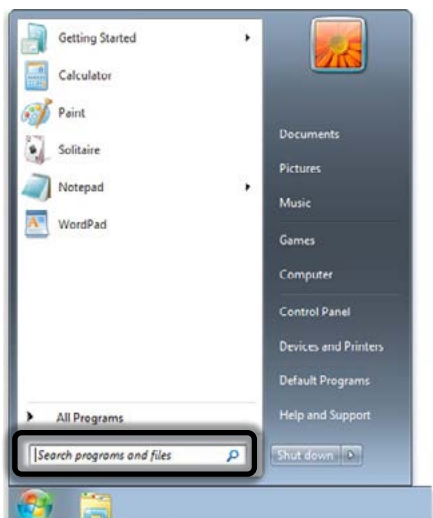 Getting Started
Calculator
Paint
Solitaire
Notepad
WordPad
All Programs
Search programs and files
Documents
Pictures
Music
Games
Computer
Control Panel
Devices and Printers
Default Programs
Help and Support
Shut down